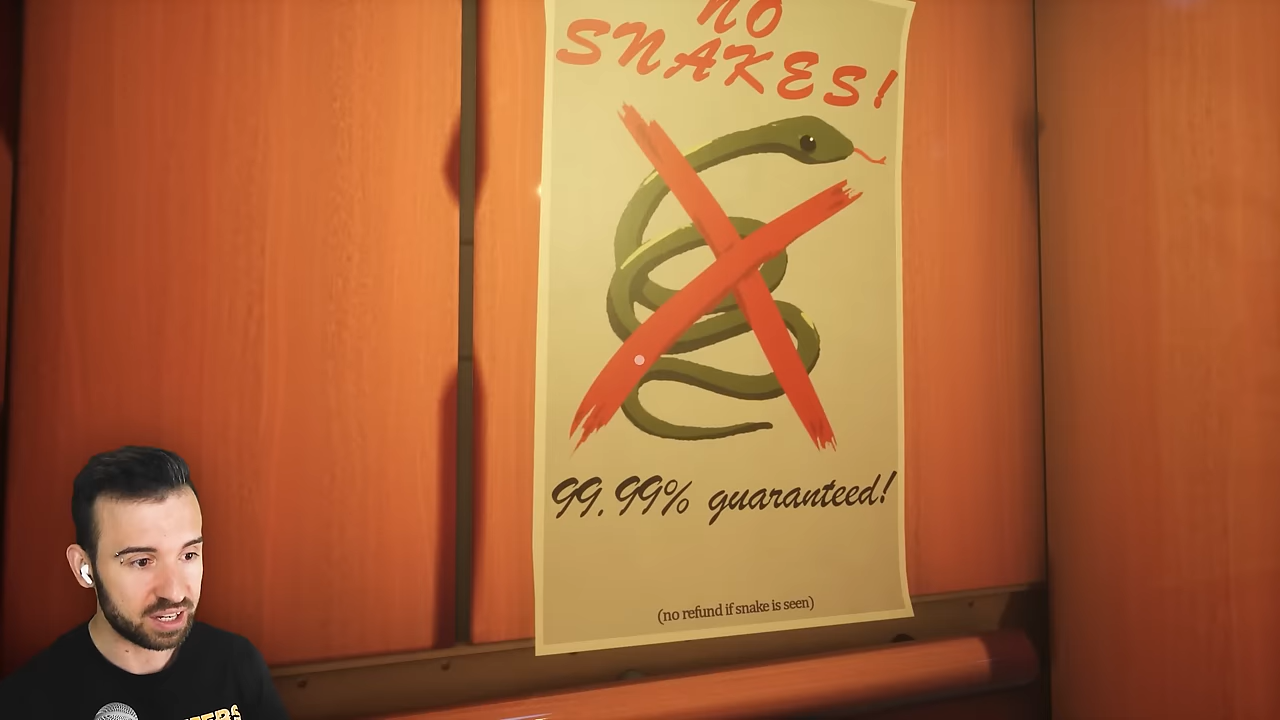 NO
SNAKES!
99.99% guaranteed!
(no refund if snake is seen)